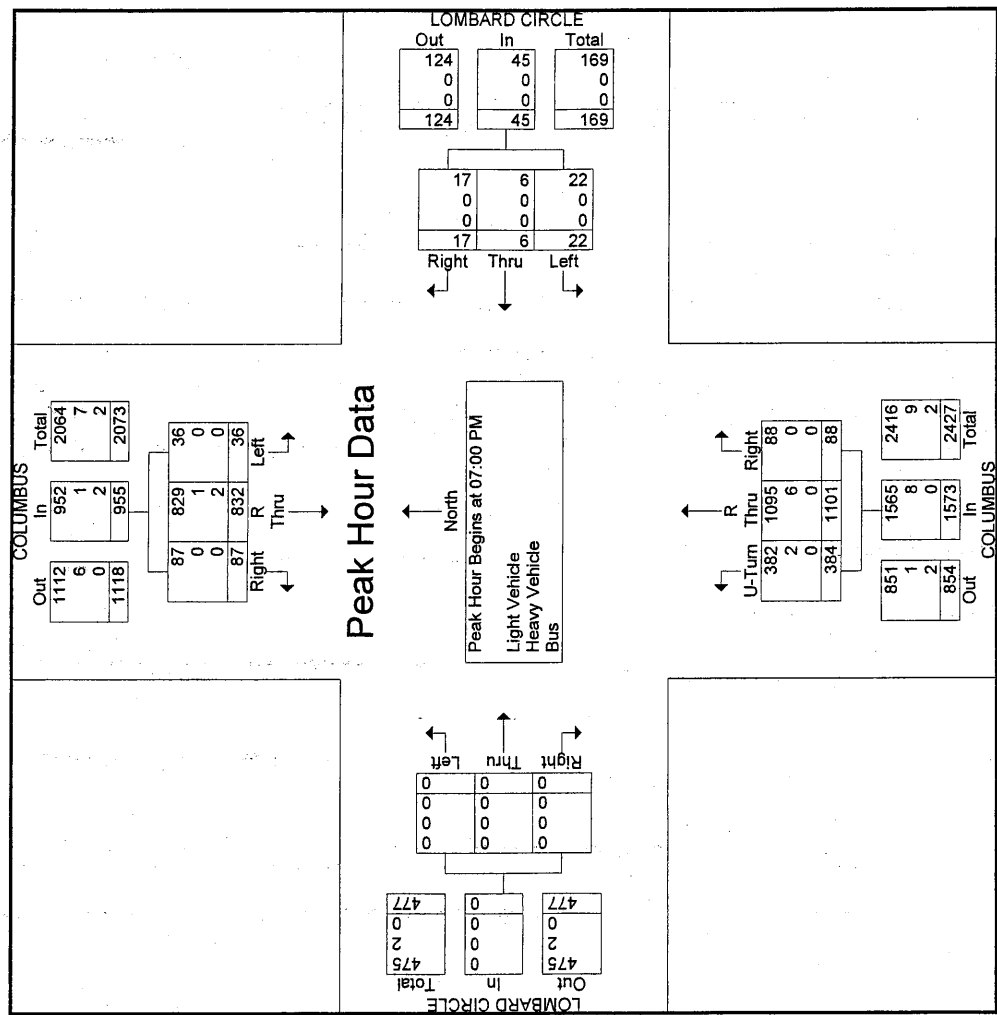 LOMBARD CIRCLE
Out In Total
124 45 169
0 0 0
0 0 0
124 45 169
17 6 22
0 0 0
0 0 0
17 6 22
Right Thru Left
COLUMBUS
Out In Total
1112 952 2064
6 1 7
0 2 2
1118 955 2073
87 829 36
0 1 0
0 2 0
87 832 36
Right R Thru Left
Peak Hour Data
North
Peak Hour Begins at 07:00 PM
Light Vehicle
Heavy Vehicle
Bus
U-Turn R Thru Right
382 1095 88
2 6 0
0 0 0
384 1101 88
851 1565 2416
1 8 9
2 0 2
854 1573 2427
Out In Total
COLUMBUS
Left Thru Right
0 0 0
0 0 0
0 0 0
0 0 0
477 0 477
0 0 0
2 0 2
475 0 475
Total In Out
LOMBARD CIRCLE